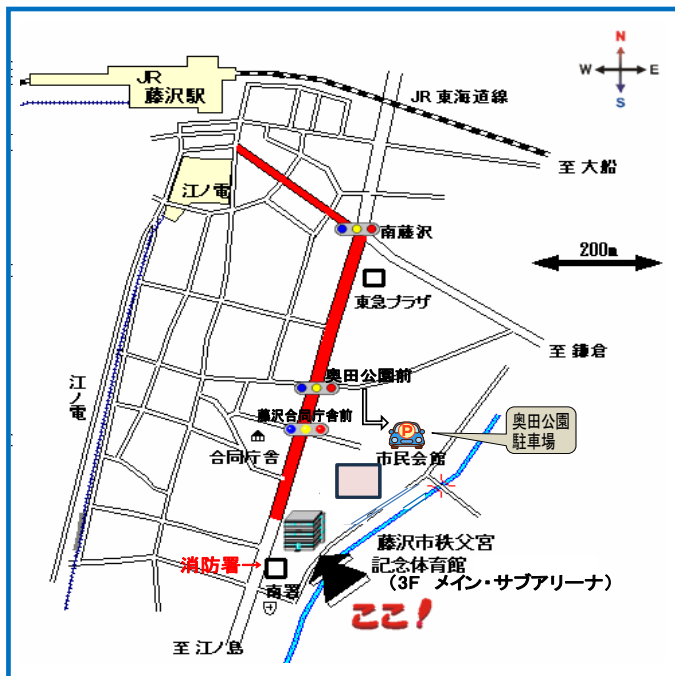 JR
藤沢駅
N
W
E
S
JR 東海道線
至 大船
江ノ電
南藤沢
200m
東急プラザ
至 鎌倉
江ノ電
奥田公園前
藤沢合同庁舎前
合同庁舎
P
市民会館
奥田公園
駐車場
藤沢市秩父宮
記念体育館
(3F メイン・サブアリーナ)
消防署→
南署
ここ!
至 江ノ島